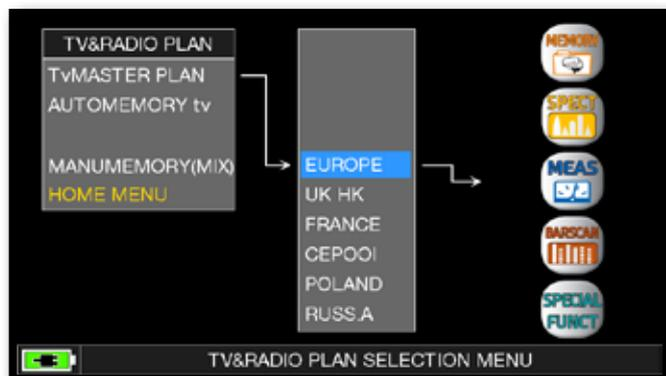 TV&RADIO PLAN
TvMASTER PLAN
AUTOMEMORY tv
MANUMEMORY(MIX)
HOME MENU
EUROPE
UK HK
FRANCE
CEPOOI
POLAND
RUSS.A
MEMORY
SPECT
MEAS
BARSCAN
SPECIAL
FUNCT
TV&RADIO PLAN SELECTION MENU